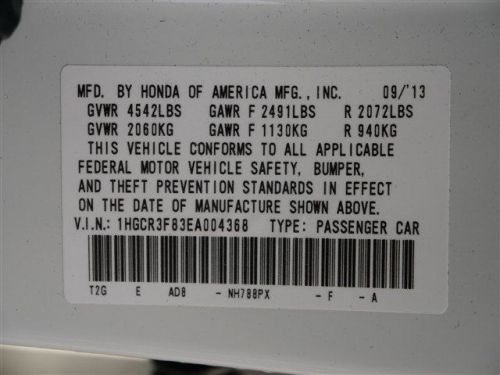 MFD. BY HONDA OF AMERICA MFG., INC. 09/'13
GVWR 4542LBS GAWR F 2491LBS R 2072LBS
GVWR 2060KG GAWR F 1130KG R 940KG
THIS VEHICLE CONFORMS TO ALL APPLICABLE
FEDERAL MOTOR VEHICLE SAFETY, BUMPER,
AND THEFT PREVENTION STANDARDS IN EFFECT
ON THE DATE OF MANUFACTURE SHOWN ABOVE.
V.I.N.: 1HGCR3F83EA004368 TYPE: PASSENGER CAR
T2G E AD8 - NH788PX - F - A